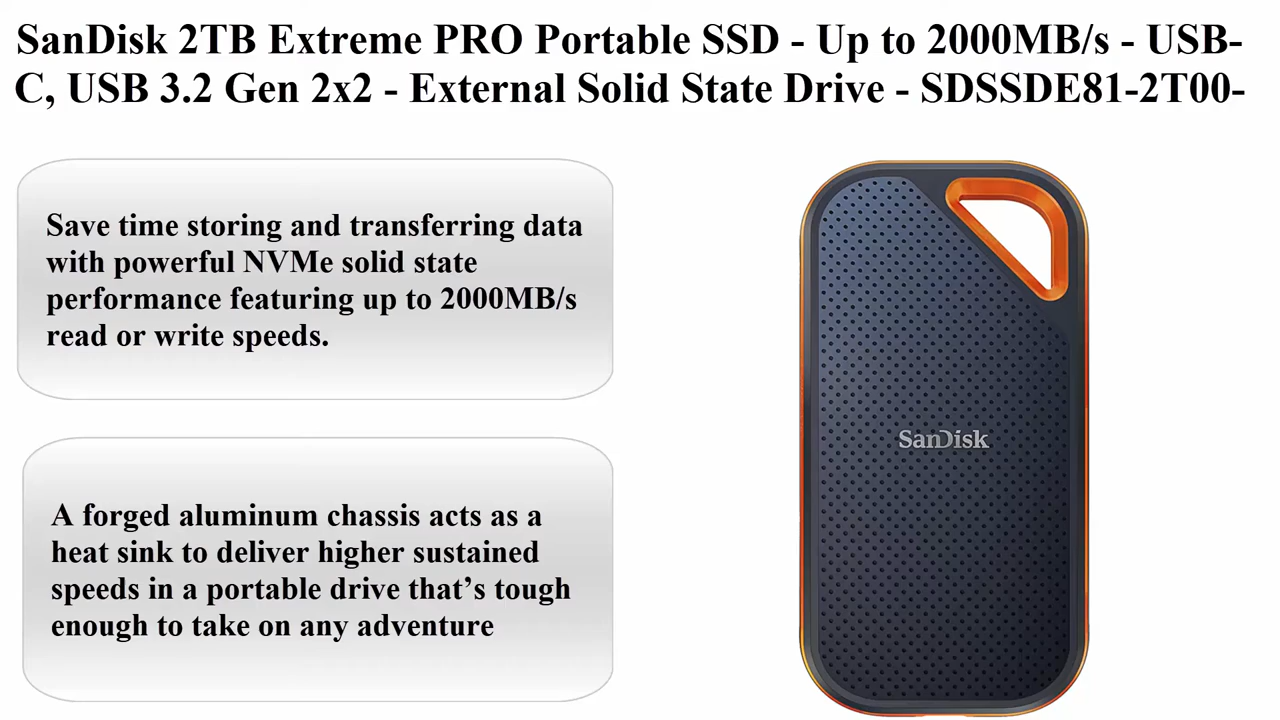 SanDisk 2TB Extreme PRO Portable SSD - Up to 2000MB/s - USB-
C, USB 3.2 Gen 2x2 - External Solid State Drive - SDSSDE81-2T00-
Save time storing and transferring data
with powerful NVMe solid state
performance featuring up to 2000MB/s
read or write speeds.
A forged aluminum chassis acts as a
heat sink to deliver higher sustained
speeds in a portable drive that’s tough
enough to take on any adventure
SanDisk